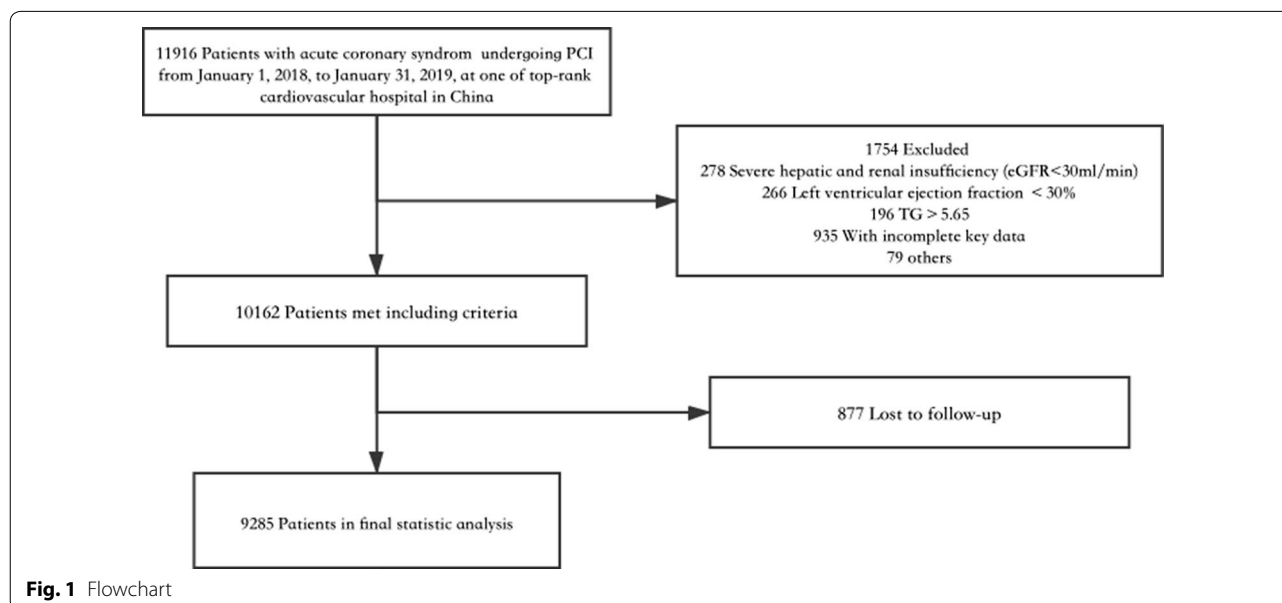 11916 Patients with acute coronary syndrom undergoing PCI
from January 1, 2018, to January 31, 2019, at one of top-rank
cardiovascular hospital in China
1754 Excluded
278 Severe hepatic and renal insufficiency (eGFR<30ml/min)
266 Left ventricular ejection fraction < 30%
196 TG > 5.65
935 With incomplete key data
79 others
10162 Patients met including criteria
877 Lost to follow-up
9285 Patients in final statistic analysis
Fig. 1 Flowchart